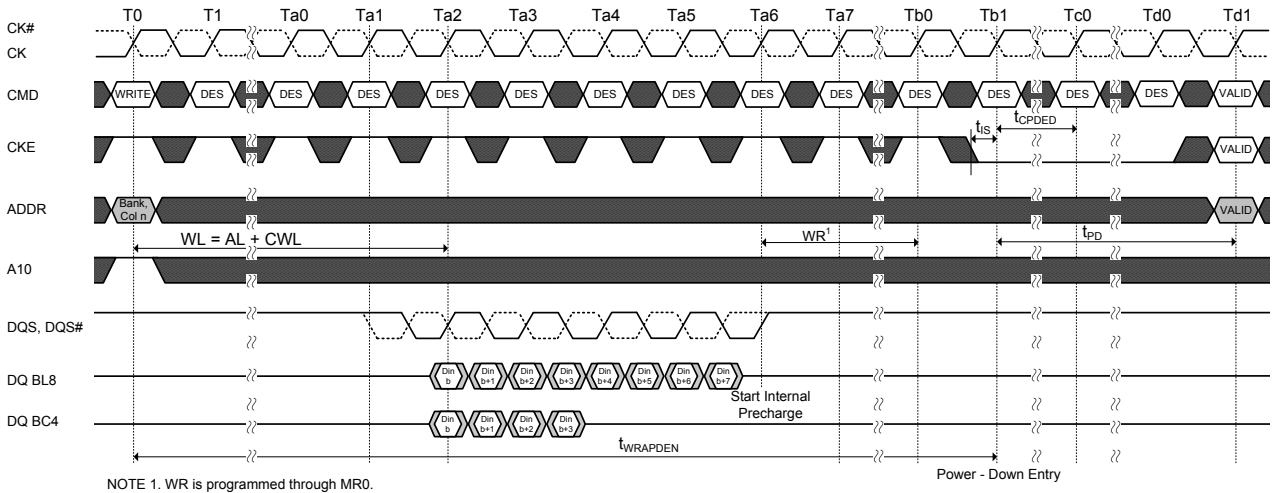 T0 T1 Ta0 Ta1 Ta2 Ta3 Ta4 Ta5 Ta6 Ta7 Tb0 Tb1 Tc0 Td0 Td1
CK#
CK
CMD WRITE DES DES DES DES DES DES DES DES DES DES DES DES DES VALID
tIS tCPDED
CKE VALID
ADDR Bank, Col n VALID
WL = AL + CWL WR1 tPD
A10
DQS, DQS#
DQ BL8 Din b Din b+1 Din b+2 Din b+3 Din b+4 Din b+5 Din b+6 Din b+7
Start Internal
Precharge
DQ BC4 Din b Din b+1 Din b+2 Din b+3
tWRAPDEN
Power - Down Entry
NOTE 1. WR is programmed through MR0.